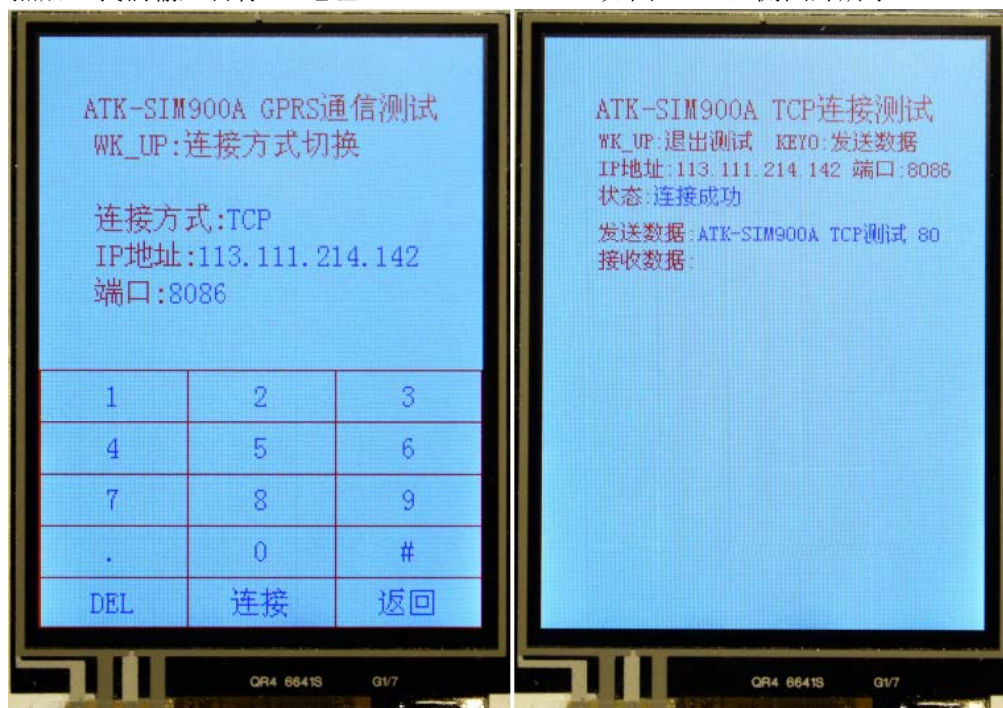 ATK-SIM900A GPRS通信测试
WK_UP:连接方式切换
连接方式:TCP
IP地址:113.111.214.142
端口:8086
1 2 3
4 5 6
7 8 9
. 0 #
DEL 连接 返回
QR4 6641S G1/7
ATK-SIM900A TCP连接测试
WK_UP:退出测试 KEY0:发送数据
IP地址:113.111.214.142 端口:8086
状态:连接成功
发送数据:ATK-SIM900A TCP测试 80
接收数据:
QR4 6641S G1/7